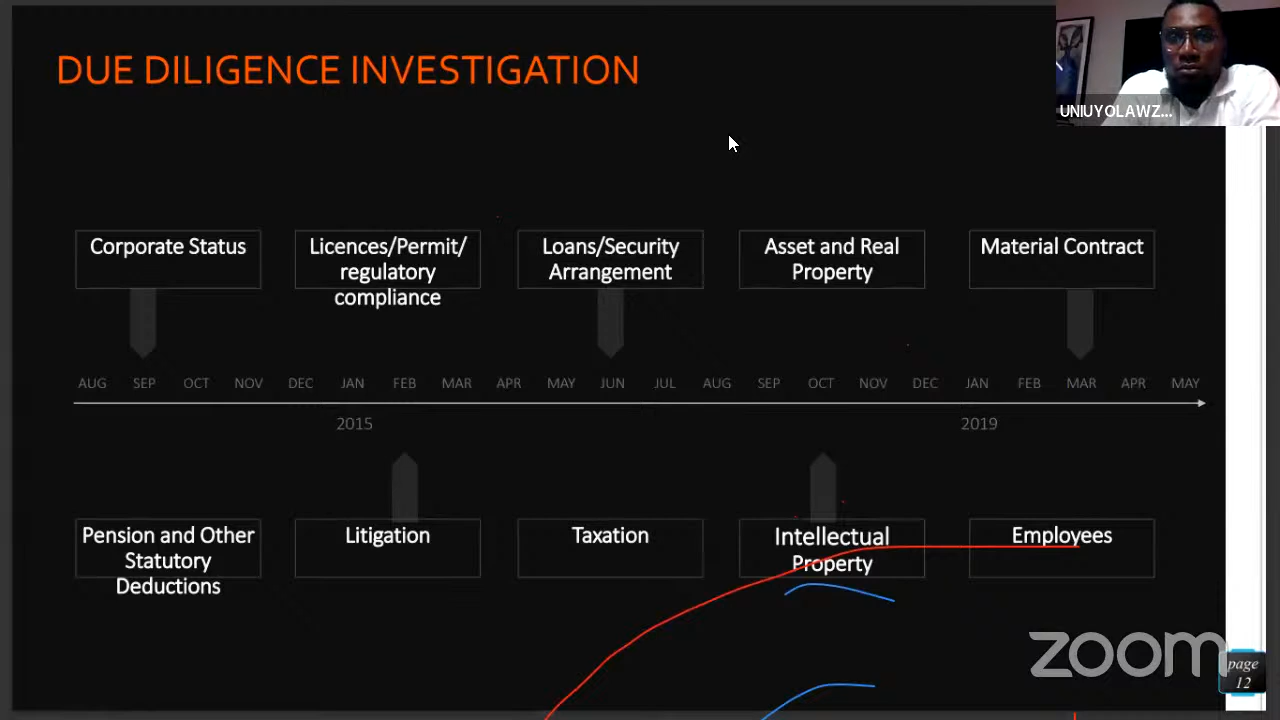 DUE DILIGENCE INVESTIGATION
UNIUYOLAWZ...
Corporate Status
Licences/Permit/
regulatory
compliance
Loans/Security
Arrangement
Asset and Real
Property
Material Contract
AUG SEP OCT NOV DEC JAN FEB MAR APR MAY JUN JUL AUG SEP OCT NOV DEC JAN FEB MAR APR MAY
2015 2019
Pension and Other
Statutory
Deductions
Litigation
Taxation
Intellectual
Property
Employees
zoom
page
12